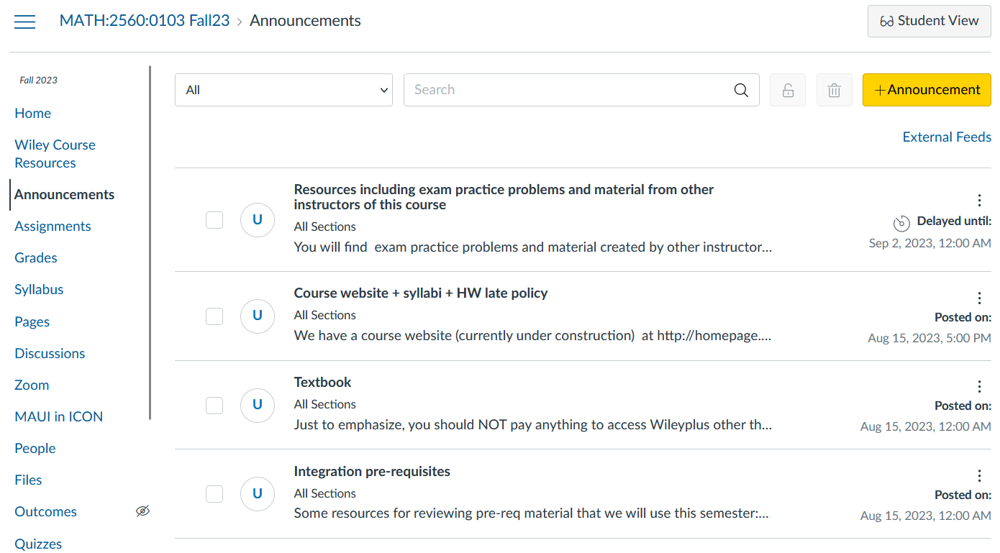 MATH:2560:0103 Fall23 > Announcements
Student View
Fall 2023
Home
Wiley Course
Resources
Announcements
Assignments
Grades
Syllabus
Pages
Discussions
Zoom
MAUI in ICON
People
Files
Outcomes
Quizzes
All
Search
+Announcement
External Feeds
U
Resources including exam practice problems and material from other
instructors of this course
All Sections
You will find  exam practice problems and material created by other instructor...
Delayed until:
Sep 2, 2023, 12:00 AM
U
Course website + syllabi + HW late policy
All Sections
We have a course website (currently under construction)  at http://homepage....
Posted on:
Aug 15, 2023, 5:00 PM
U
Textbook
All Sections
Just to emphasize, you should NOT pay anything to access Wileyplus other th...
Posted on:
Aug 15, 2023, 12:00 AM
U
Integration pre-requisites
All Sections
Some resources for reviewing pre-req material that we will use this semester:...
Posted on:
Aug 15, 2023, 12:00 AM